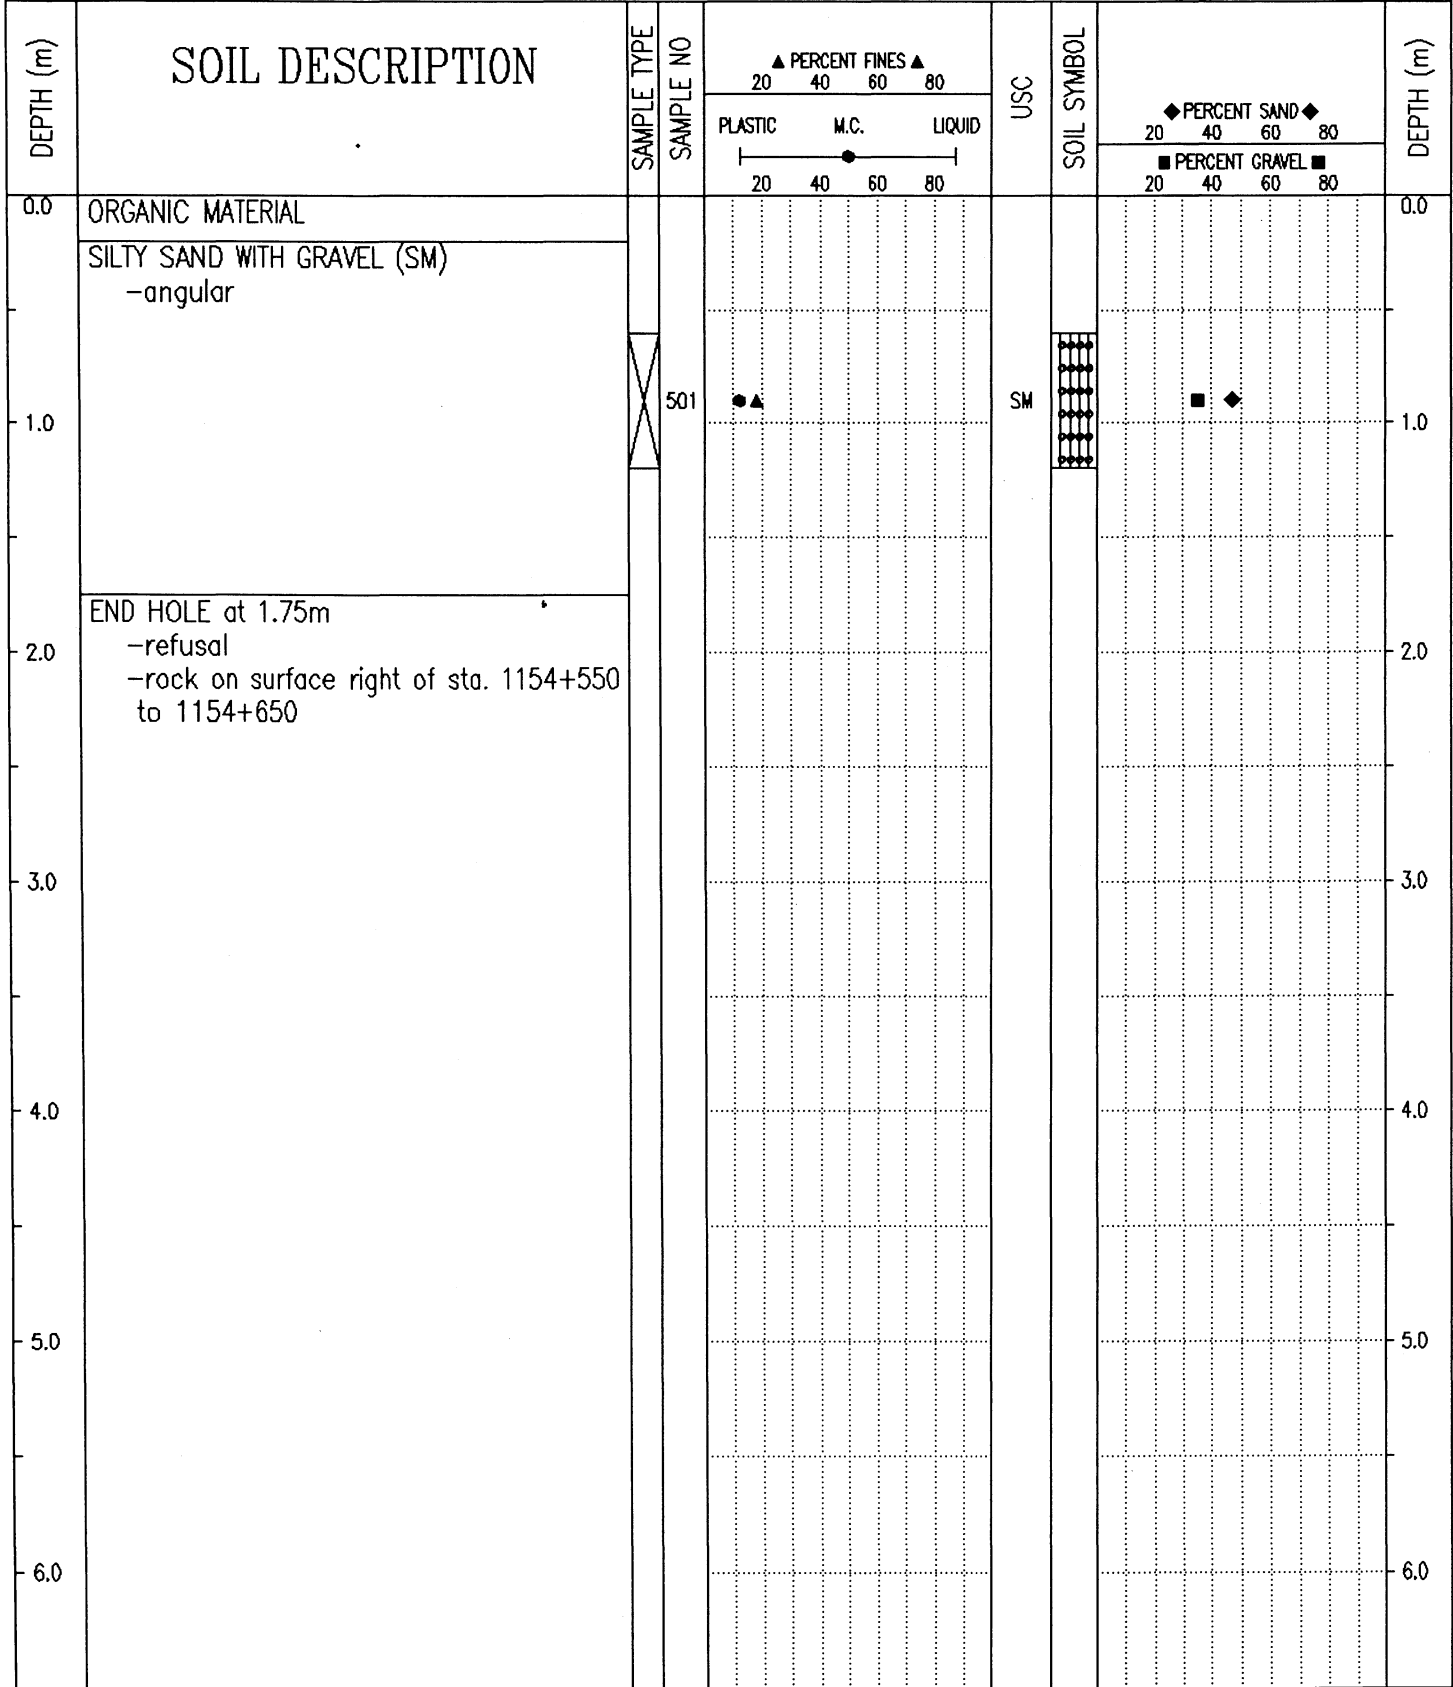 DEPTH (m)
SOIL DESCRIPTION
SAMPLE TYPE
SAMPLE NO
▲ PERCENT FINES ▲
20 40 60 80
PLASTIC M.C. LIQUID
20 40 60 80
USC
SOIL SYMBOL
◆ PERCENT SAND ◆
20 40 60 80
■ PERCENT GRAVEL ■
20 40 60 80
DEPTH (m)
0.0 ORGANIC MATERIAL 0.0
SILTY SAND WITH GRAVEL (SM)
-angular
501 SM
1.0 1.0
END HOLE at 1.75m
-refusal
2.0 2.0
-rock on surface right of sta. 1154+550
to 1154+650
3.0 3.0
4.0 4.0
5.0 5.0
6.0 6.0